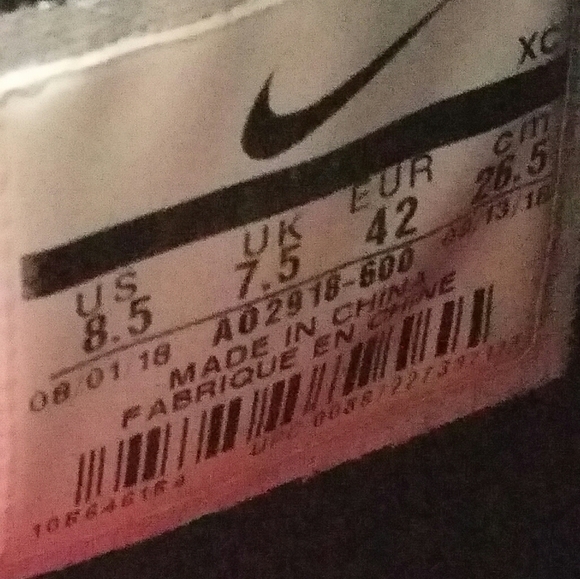 XC
US UK EUR cm
8.5 7.5 42 26.5
08/01/18 AO2918-600
MADE IN CHINA
FABRIQUE EN CHINE